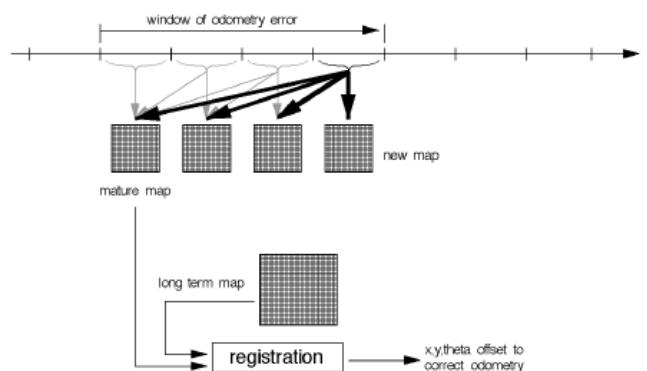 window of odometry error
new map
mature map
long term map
registration
x,y,theta offset to
correct odometry